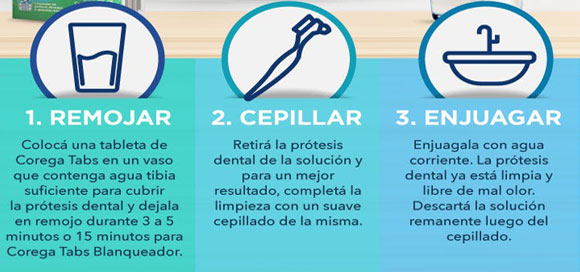 1. REMOJAR
Colocá una tableta de
Corega Tabs en un vaso
que contenga agua tibia
suficiente para cubrir
la prótesis dental y dejala
en remojo durante 3 a 5
minutos o 15 minutos para
Corega Tabs Blanqueador.
2. CEPILLAR
Retirá la prótesis
dental de la solución y
para un mejor
resultado, completá la
limpieza con un suave
cepillado de la misma.
3. ENJUAGAR
Enjuagala con agua
corriente. La prótesis
dental ya está limpia y
libre de mal olor.
Descartá la solución
remanente luego del
cepillado.